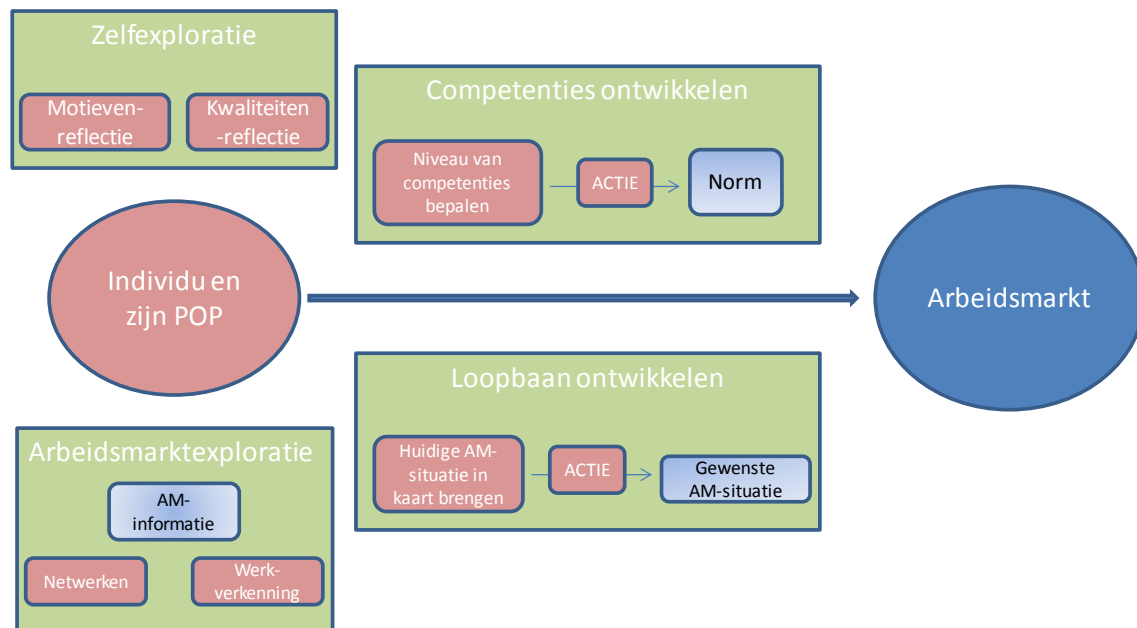 Zelfexploratie
Motieven-
reflectie
Kwaliteiten
-reflectie
Competenties ontwikkelen
Niveau van
competenties
bepalen
ACTIE
Norm
Individu en
zijn POP
Arbeidsmarkt
Loopbaan ontwikkelen
Huidige AM-
situatie in
kaart brengen
ACTIE
Gewenste
AM-situatie
Arbeidsmarktexploratie
AM-
informatie
Netwerken
Werk-
verkenning